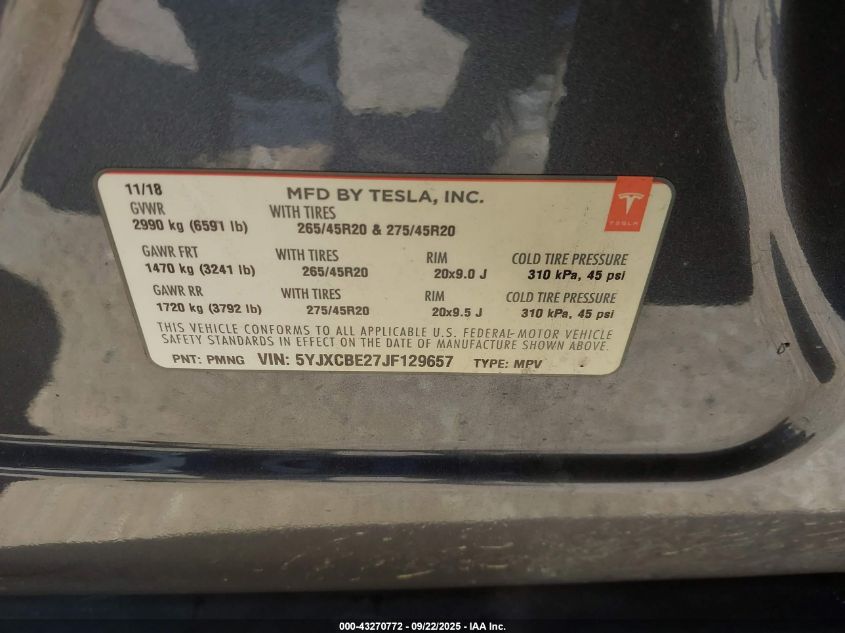 11/18 MFD BY TESLA, INC.
GVWR WITH TIRES
2990 kg (6591 lb) 265/45R20 & 275/45R20
TESLA
GAWR FRT WITH TIRES RIM COLD TIRE PRESSURE
1470 kg (3241 lb) 265/45R20 20x9.0 J 310 kPa, 45 psi
GAWR RR WITH TIRES RIM COLD TIRE PRESSURE
1720 kg (3792 lb) 275/45R20 20x9.5 J 310 kPa, 45 psi
THIS VEHICLE CONFORMS TO ALL APPLICABLE U.S. FEDERAL MOTOR VEHICLE
SAFETY STANDARDS IN EFFECT ON THE DATE OF MANUFACTURE SHOWN ABOVE.
PNT: PMNG VIN: 5YJXCBE27JF129657 TYPE: MPV
000-43270772 - 09/22/2025 - IAA Inc.